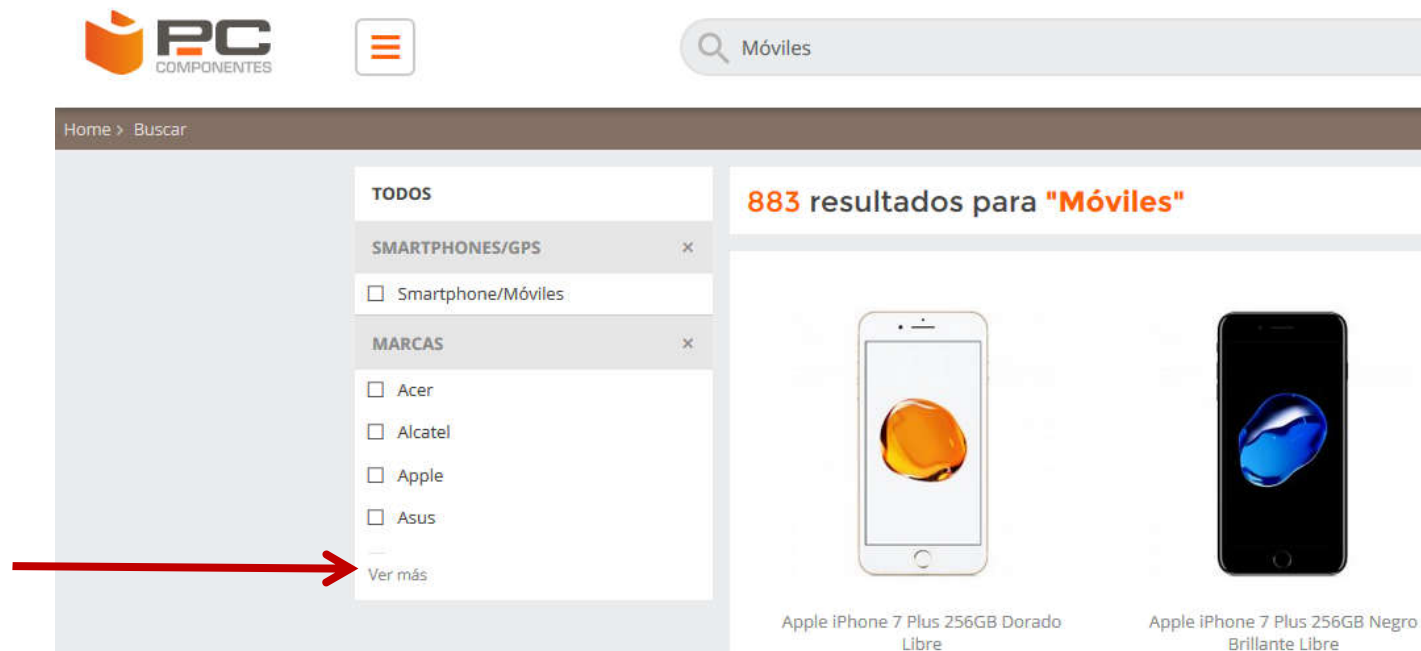 PC
COMPONENTES
Móviles
Home > Buscar
TODOS
SMARTPHONES/GPS ×
Smartphone/Móviles
MARCAS ×
Acer
Alcatel
Apple
Asus
Ver más
883 resultados para "Móviles"
Apple iPhone 7 Plus 256GB Dorado
Libre
Apple iPhone 7 Plus 256GB Negro
Brillante Libre